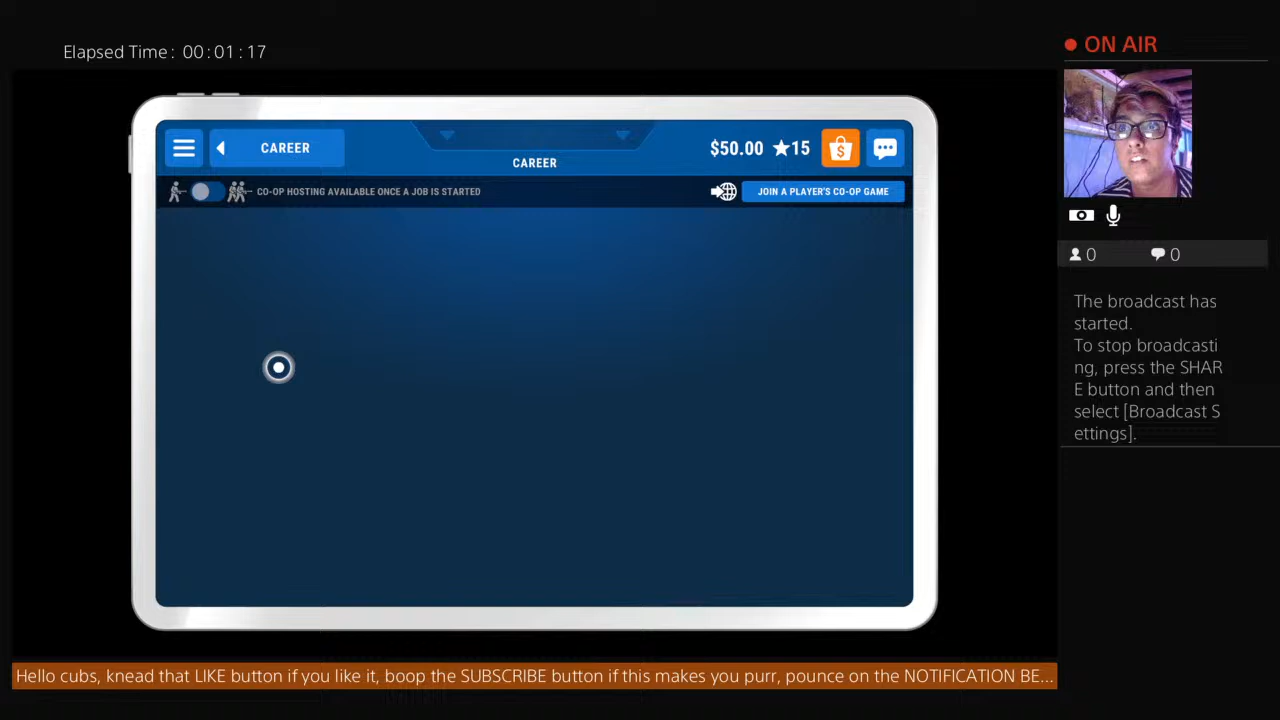 Elapsed Time: 00:01:17
ON AIR
CAREER
CAREER
$50.00 ★15
CO-OP HOSTING AVAILABLE ONCE A JOB IS STARTED
JOIN A PLAYER'S CO-OP GAME
0
0
The broadcast has
started.
To stop broadcasti
ng, press the SHAR
E button and then
select [Broadcast S
ettings].
Hello cubs, knead that LIKE button if you like it, boop the SUBSCRIBE button if this makes you purr, pounce on the NOTIFICATION BE...